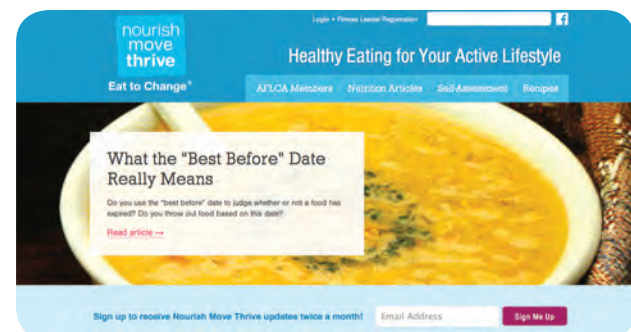 Login • Fitness Leader Registration
nourish
move
thrive
Eat to Change®
Healthy Eating for Your Active Lifestyle
AFLCA Members
Nutrition Articles
Self-Assessment
Recipes
What the "Best Before" Date
Really Means
Do you use the "best before" date to judge whether or not a food has
expired? Do you throw out food based on this date?
Read article →
Sign up to receive Nourish Move Thrive updates twice a month!
Email Address
Sign Me Up